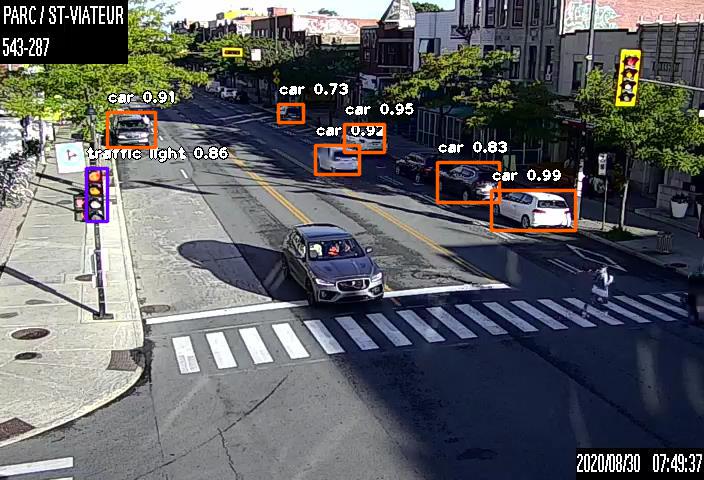 PARC / ST-VIATEUR
543-287
car 0.73
car 0.91
car 0.95
car 0.92
car 0.83
traffic light 0.86
car 0.99
2020/08/30 07:49:37